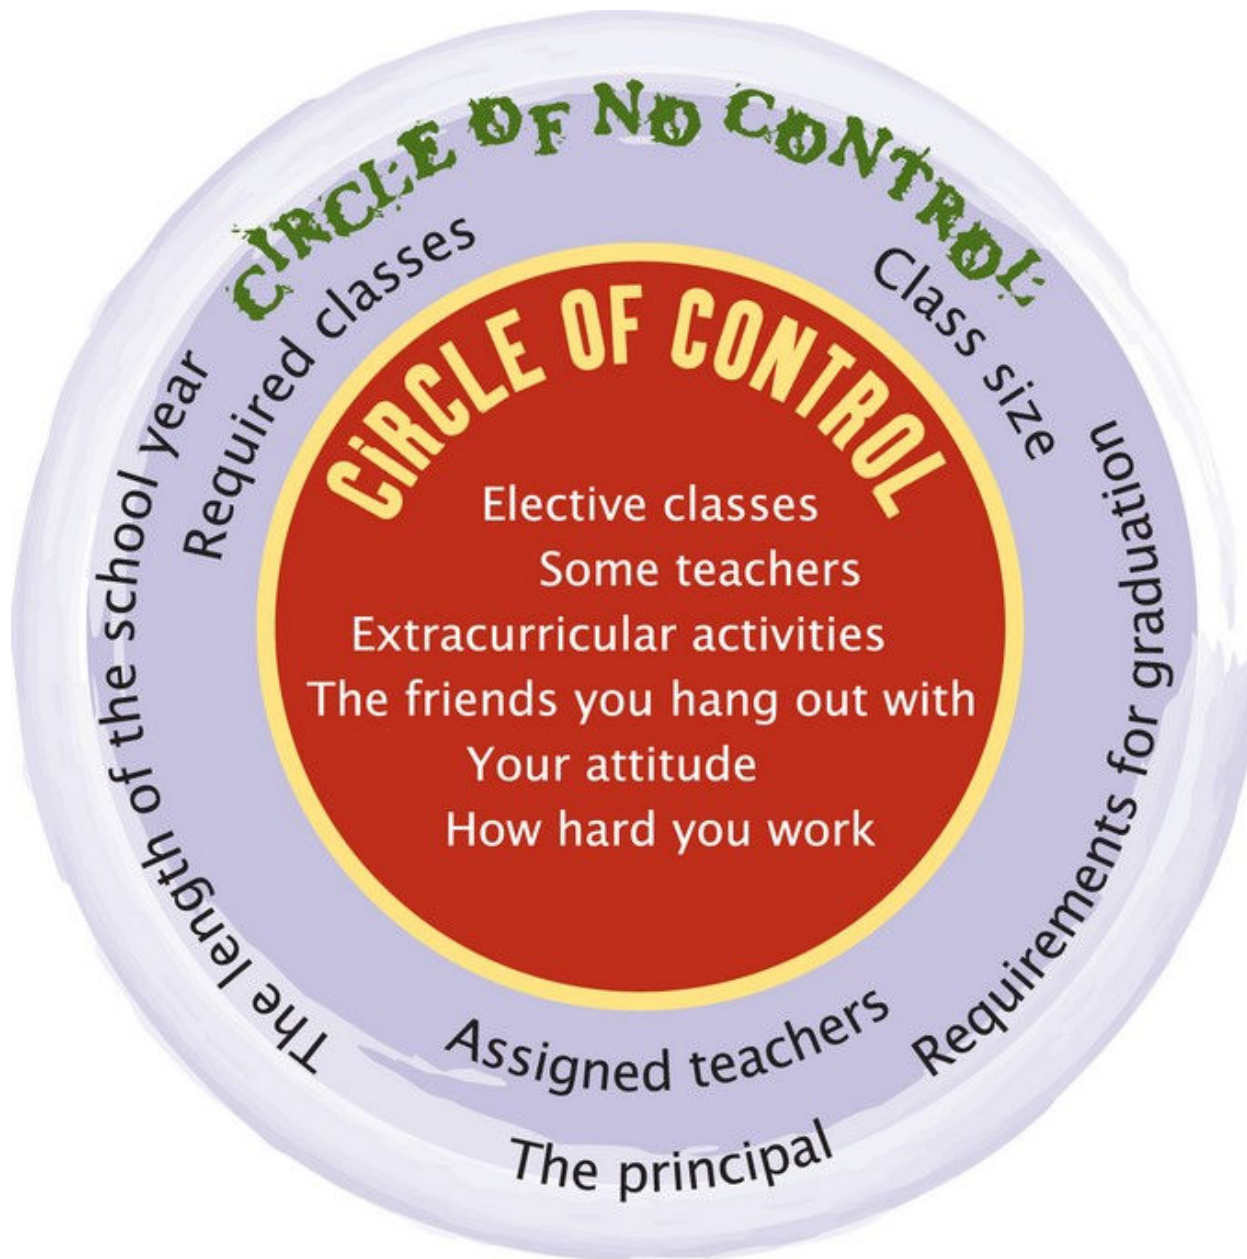 CIRCLE OF NO CONTROL
Required classes
Class size
The length of the school year
Requirements for graduation
CiRCLE OF CONTROL
Elective classes
Some teachers
Extracurricular activities
The friends you hang out with
Your attitude
How hard you work
Assigned teachers
The principal